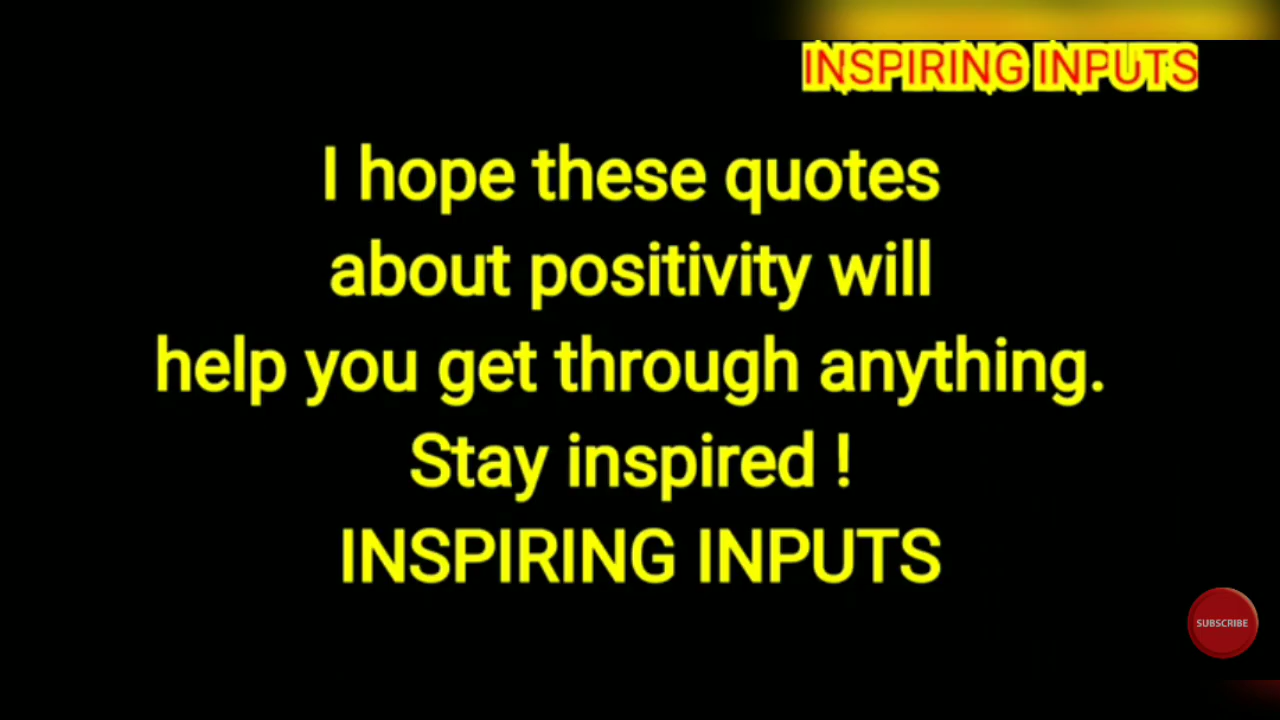 INSPIRING INPUTS
I hope these quotes
about positivity will
help you get through anything.
Stay inspired !
INSPIRING INPUTS
SUBSCRIBE